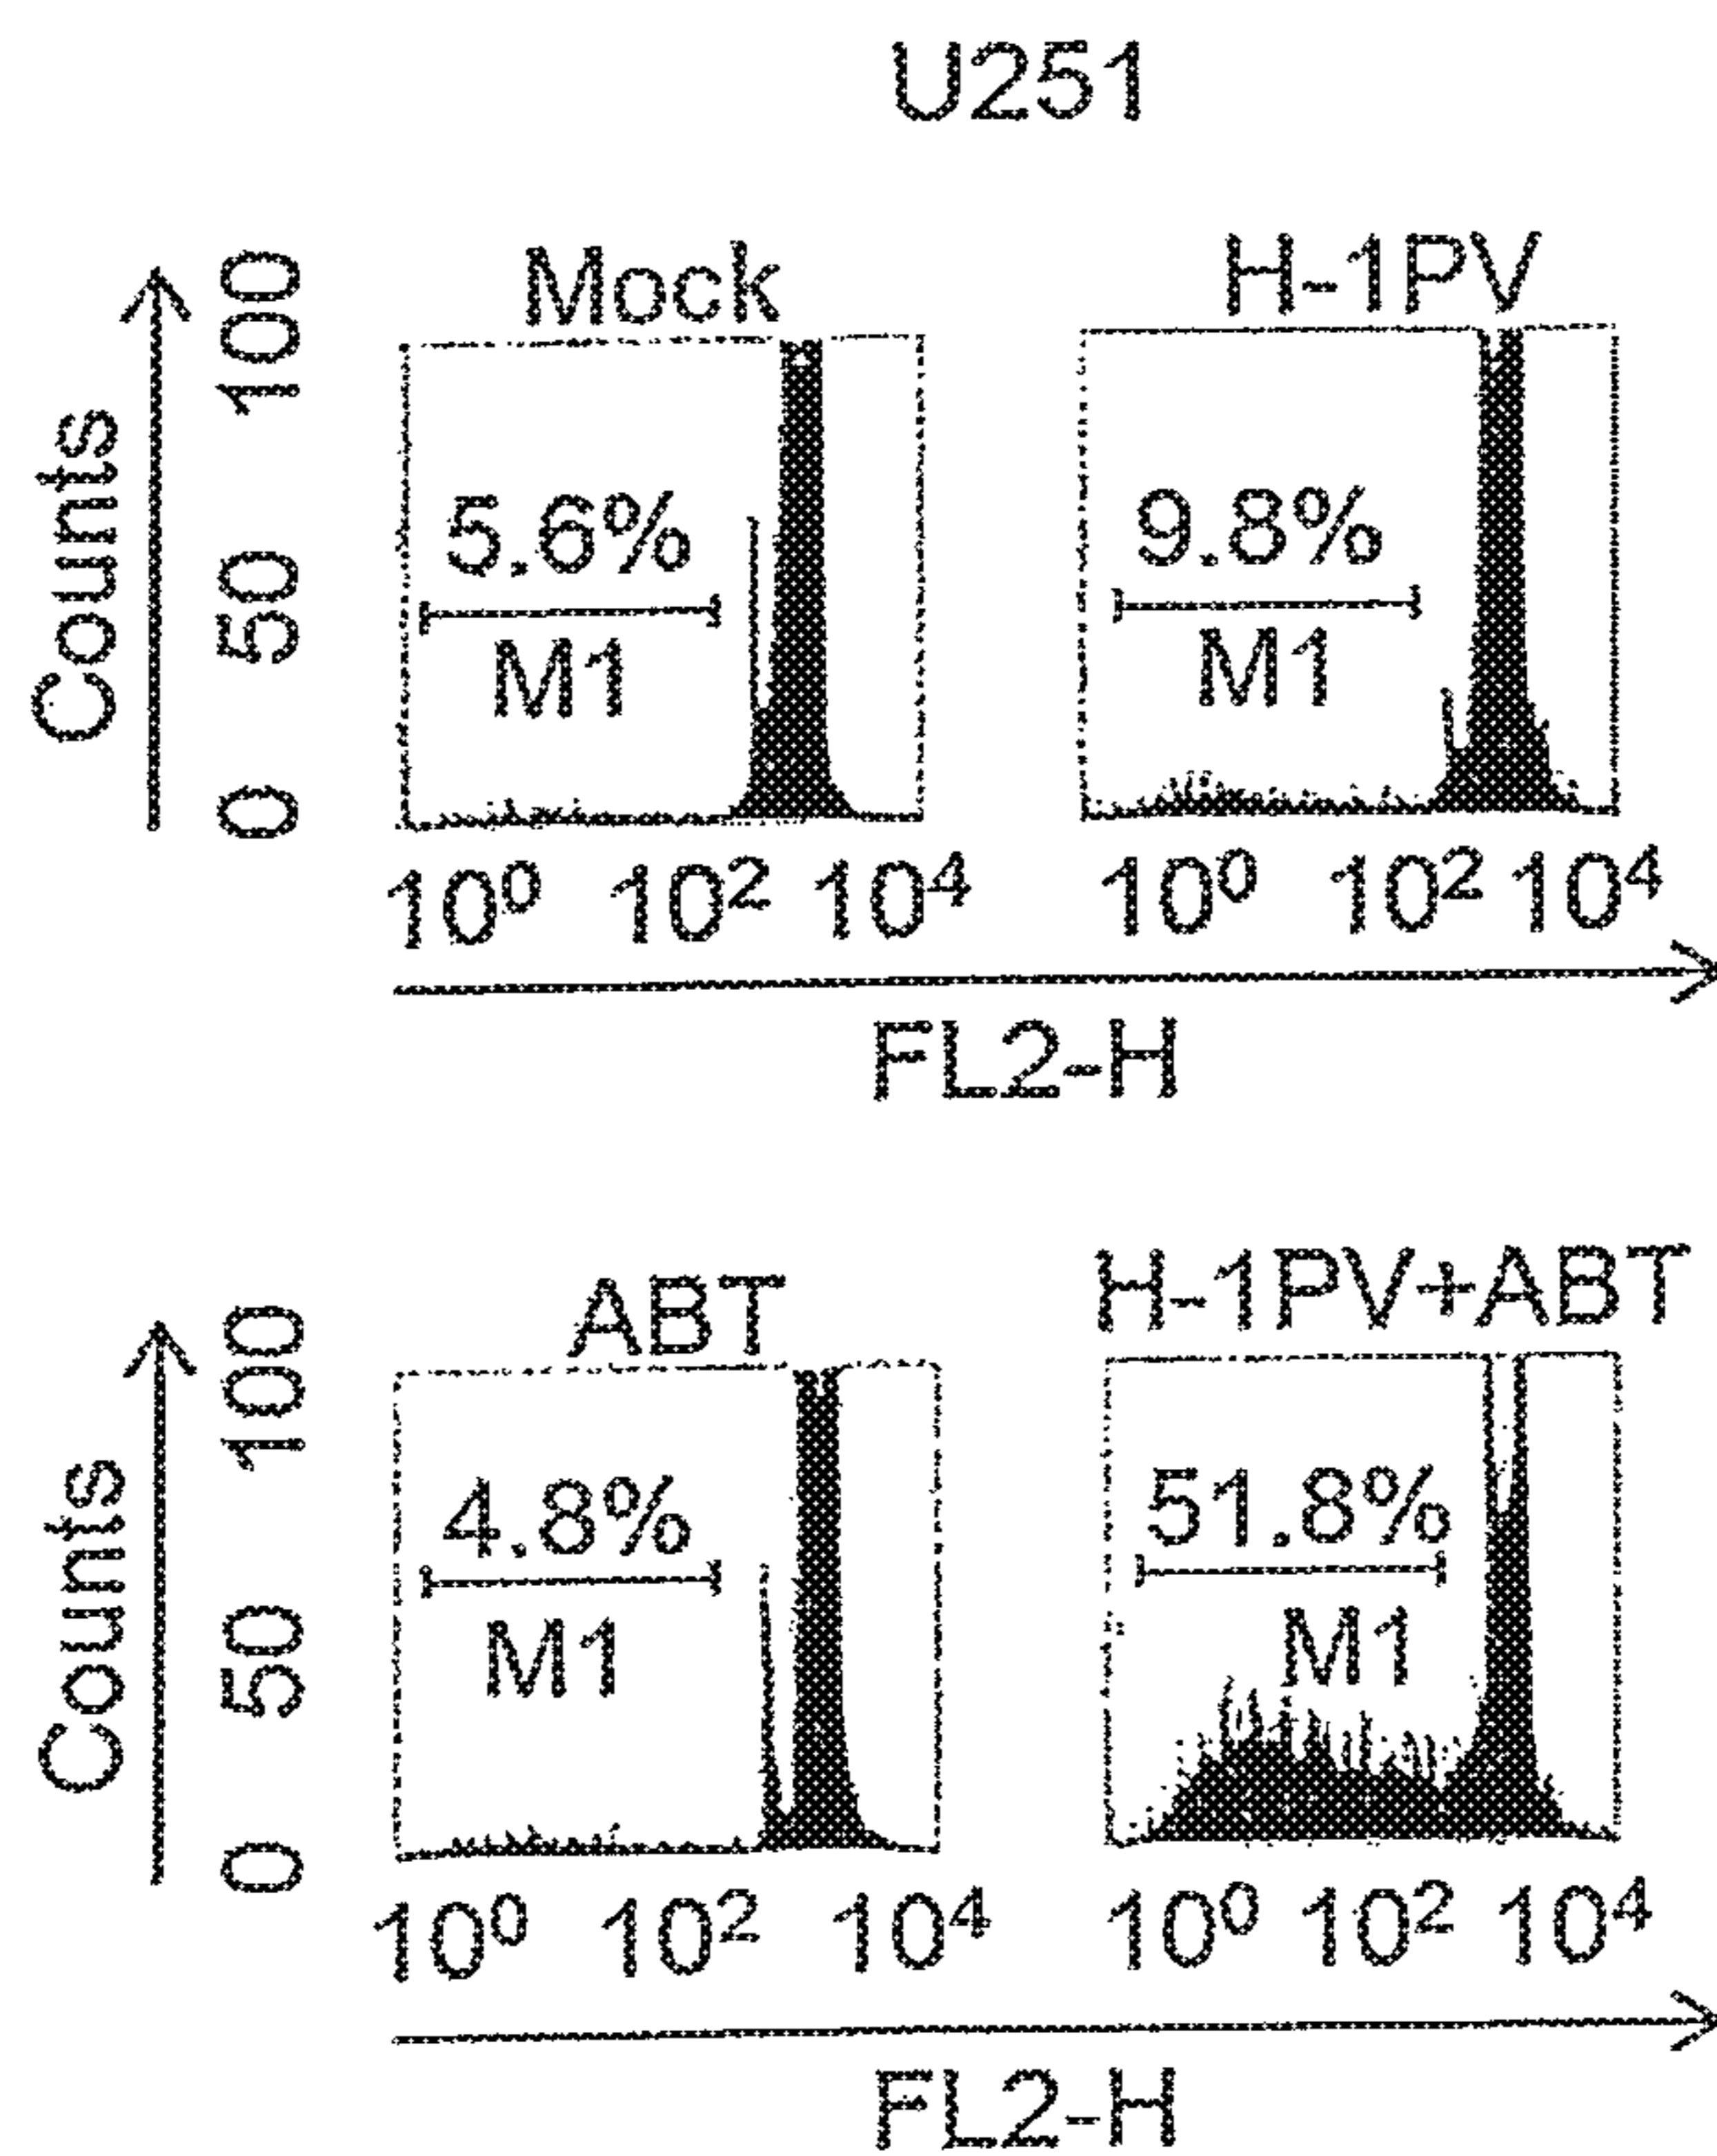 U251
Mock H-1PV
Counts
0 50 100
5.6% 9.8%
M1 M1
10⁰ 10² 10⁴ 10⁰ 10² 10⁴
FL2-H
ABT H-1PV+ABT
Counts
0 50 100
4.8% 51.8%
M1 M1
10⁰ 10² 10⁴ 10⁰ 10² 10⁴
FL2-H